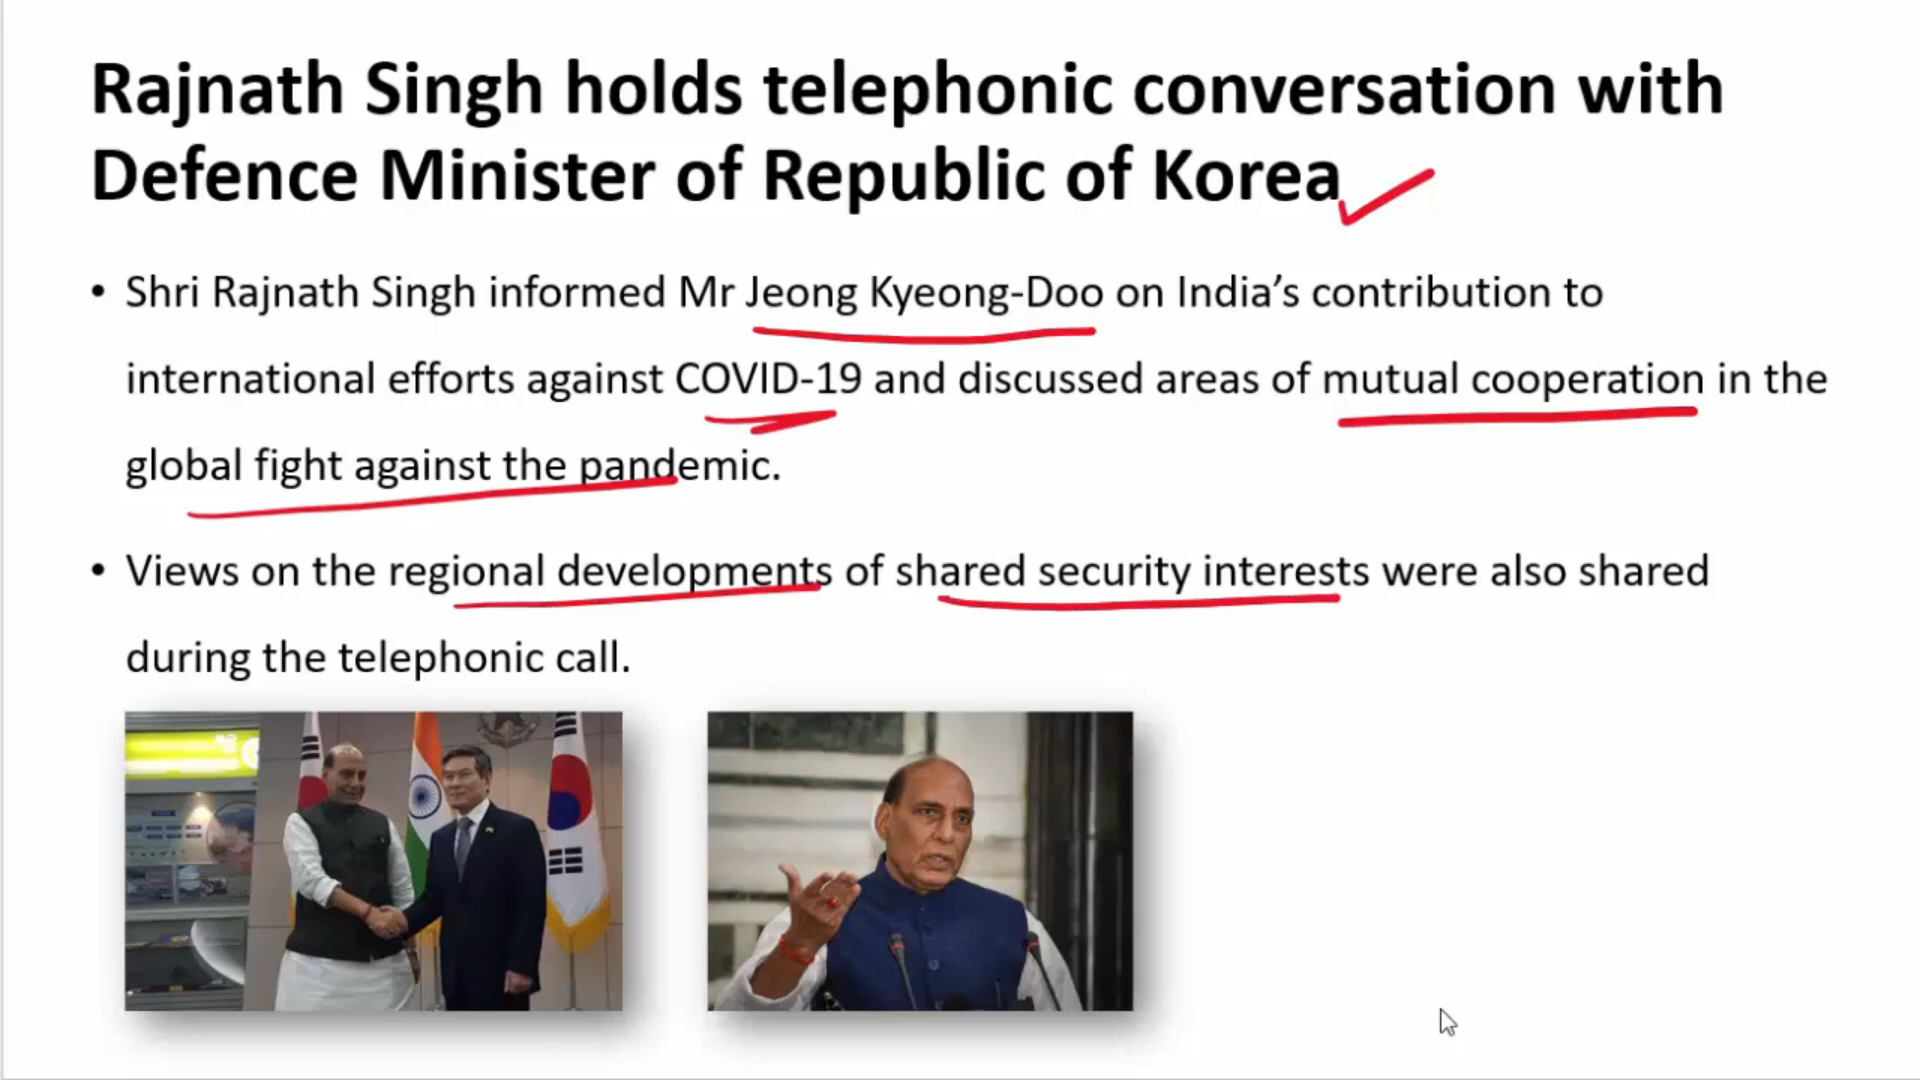 Rajnath Singh holds telephonic conversation with
Defence Minister of Republic of Korea
• Shri Rajnath Singh informed Mr Jeong Kyeong-Doo on India’s contribution to
international efforts against COVID-19 and discussed areas of mutual cooperation in the
global fight against the pandemic.
• Views on the regional developments of shared security interests were also shared
during the telephonic call.